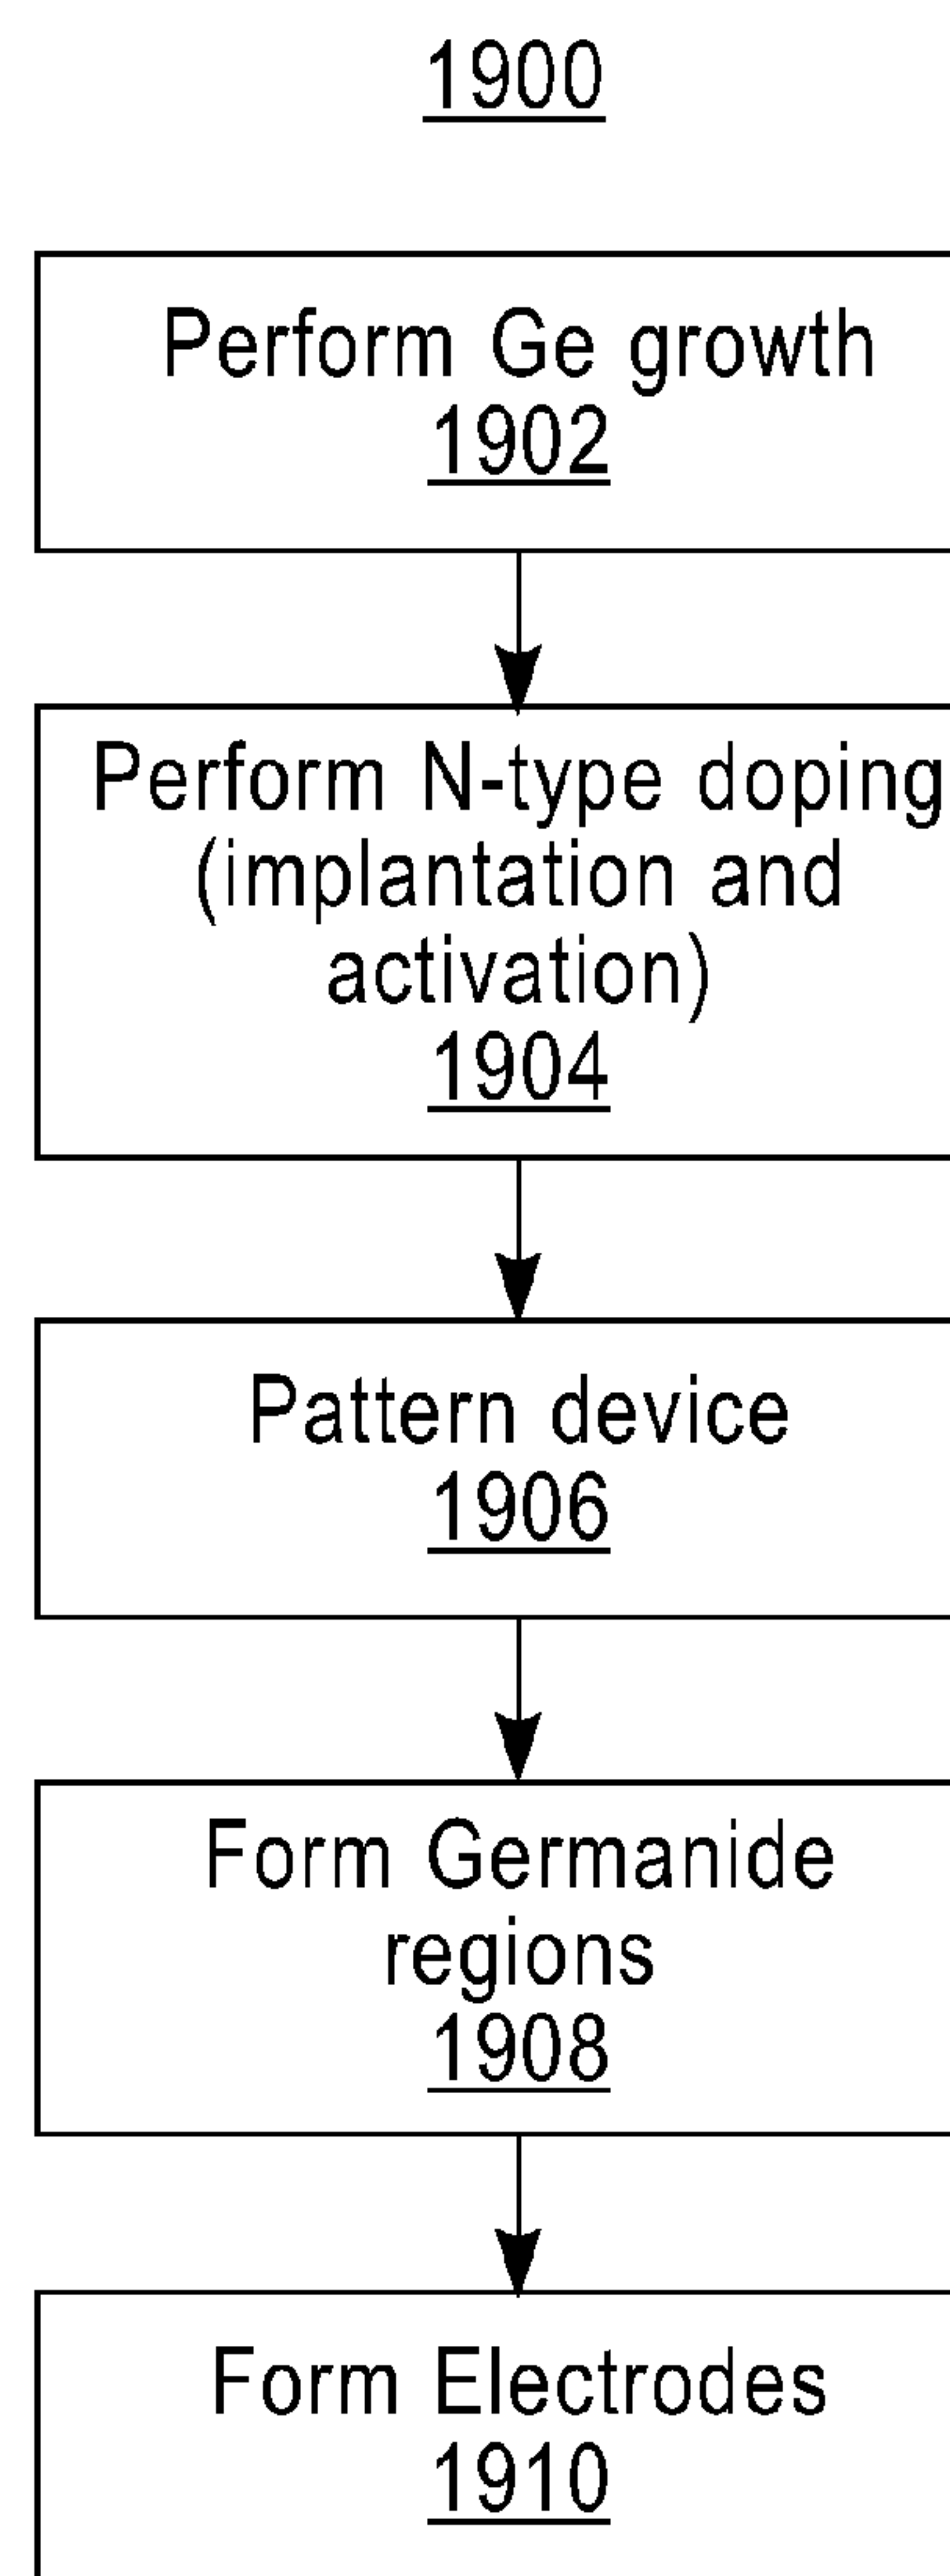 1900
Perform Ge growth
1902
Perform N-type doping
(implantation and
activation)
1904
Pattern device
1906
Form Germanide
regions
1908
Form Electrodes
1910